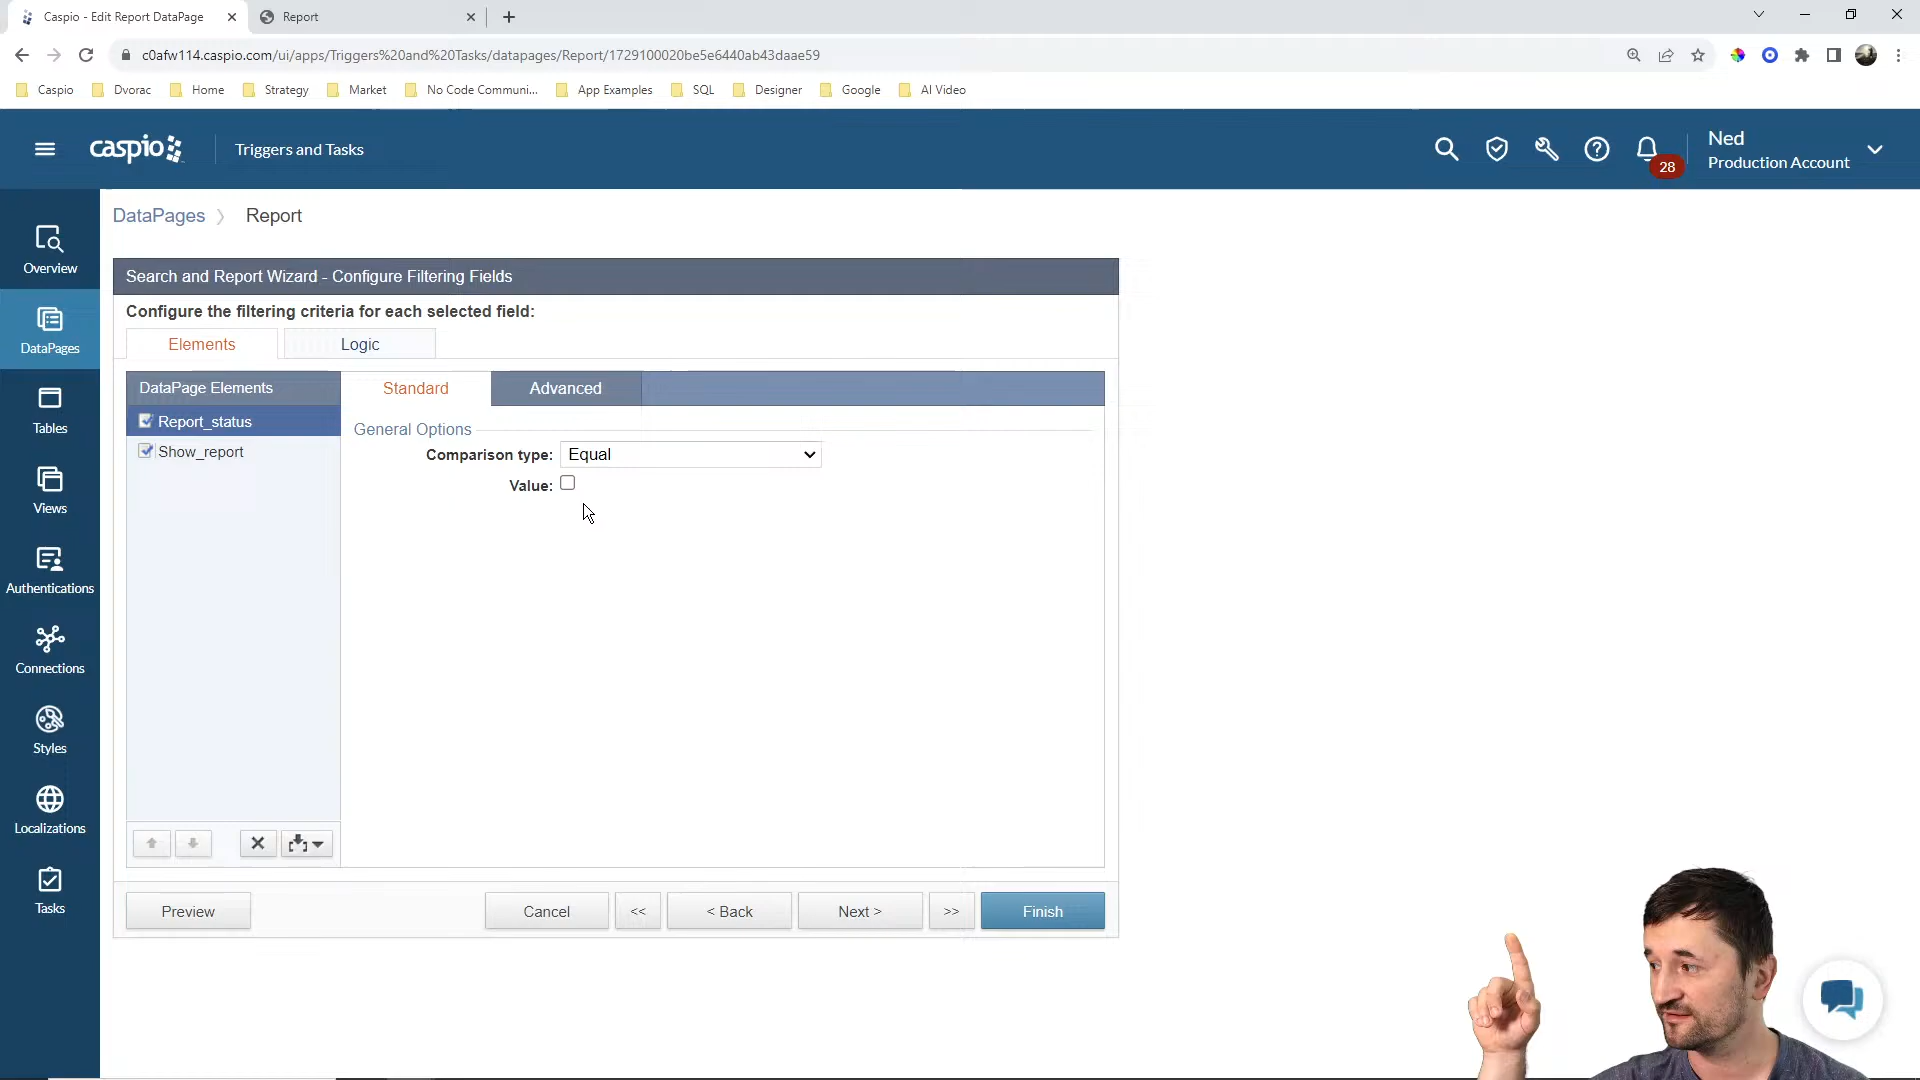 Caspio - Edit Report DataPage
Report
c0afw114.caspio.com/ui/apps/Triggers%20and%20Tasks/datapages/Report/1729100020be5e6440ab43daae59
Caspio
Dvorac
Home
Strategy
Market
No Code Communi...
App Examples
SQL
Designer
Google
AI Video
caspio
Triggers and Tasks
28
Ned
Production Account
Overview
DataPages
Tables
Views
Authentications
Connections
Styles
Localizations
Tasks
DataPages
Report
Search and Report Wizard - Configure Filtering Fields
Configure the filtering criteria for each selected field:
Elements
Logic
DataPage Elements
Standard
Advanced
Report_status
Show_report
General Options
Comparison type:
Equal
Value:
Preview
Cancel
<<
< Back
Next >
>>
Finish